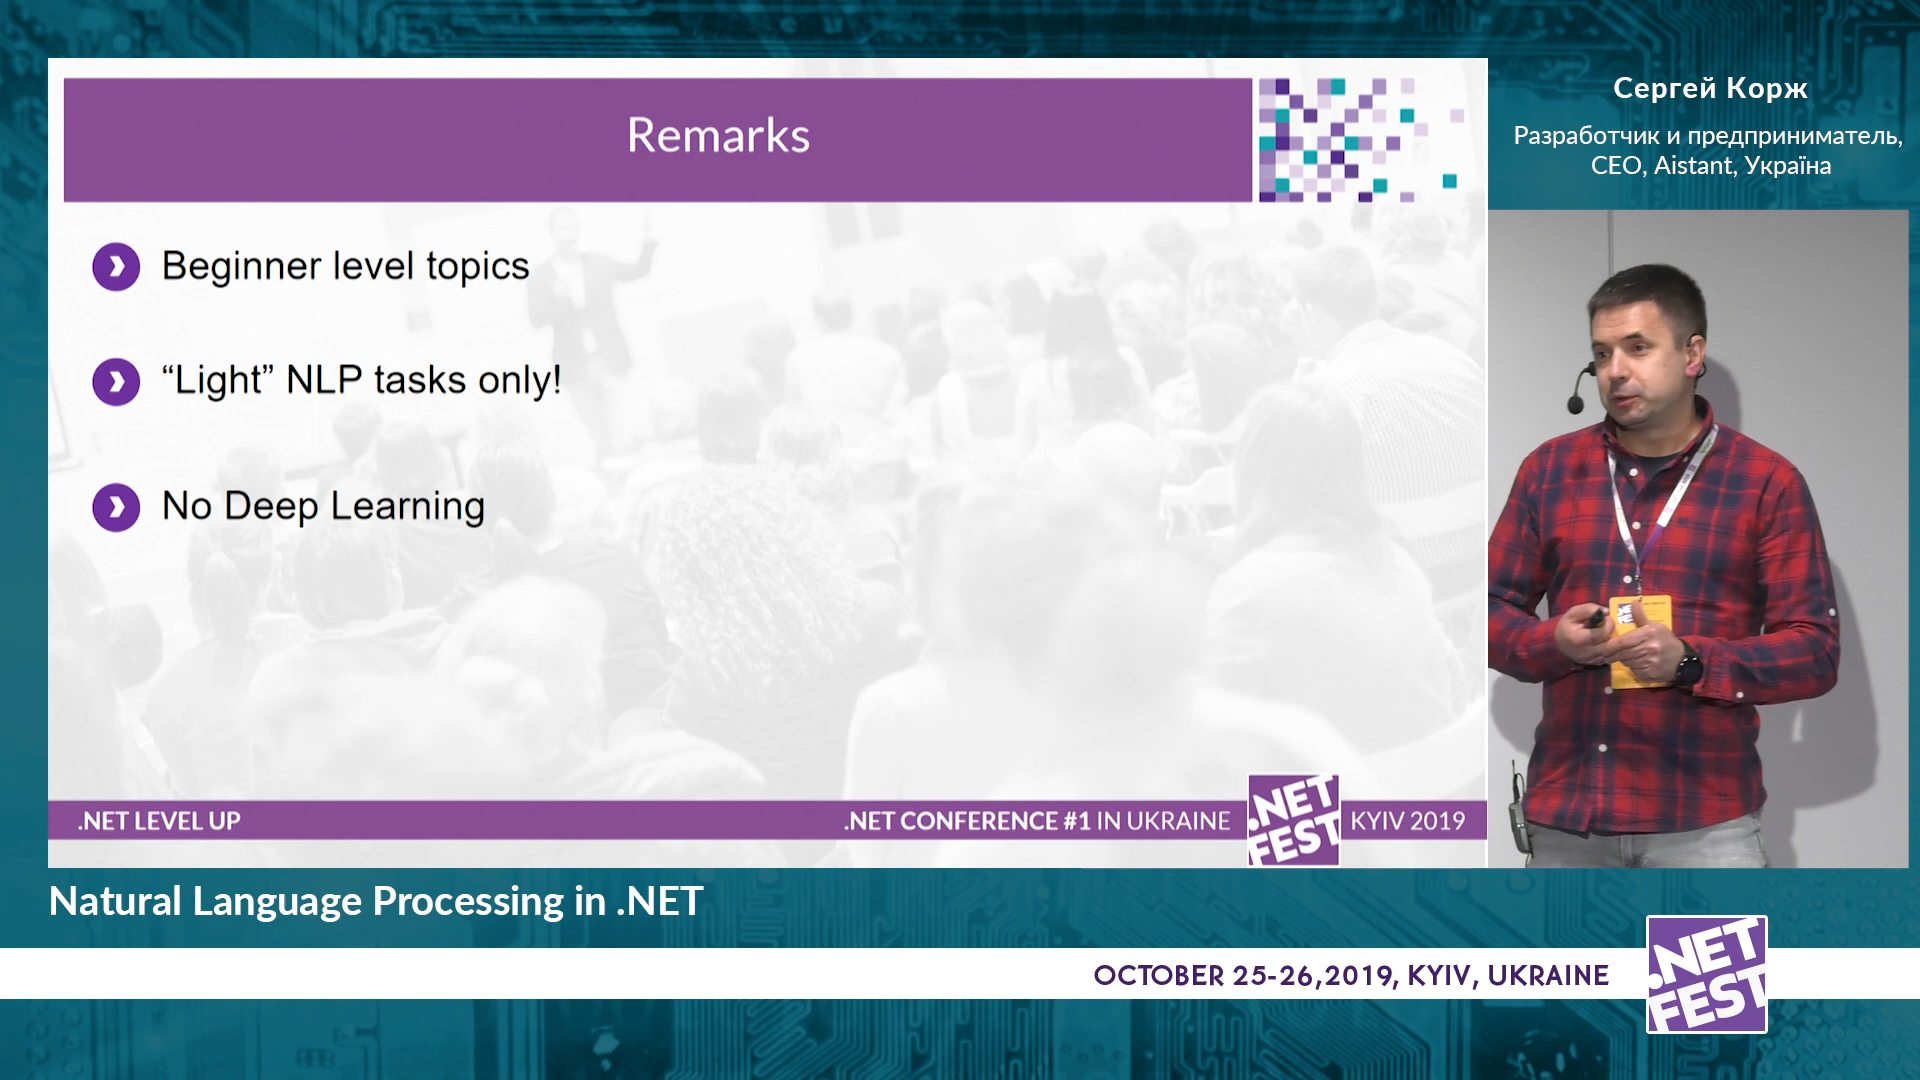 Remarks
Beginner level topics
“Light” NLP tasks only!
No Deep Learning
.NET LEVEL UP
.NET CONFERENCE #1 IN UKRAINE
.NET
FEST
KYIV 2019
Сергей Корж
Разработчик и предприниматель,
CEO, Aistant, Україна
Natural Language Processing in .NET
OCTOBER 25-26,2019, KYIV, UKRAINE
.NET
FEST